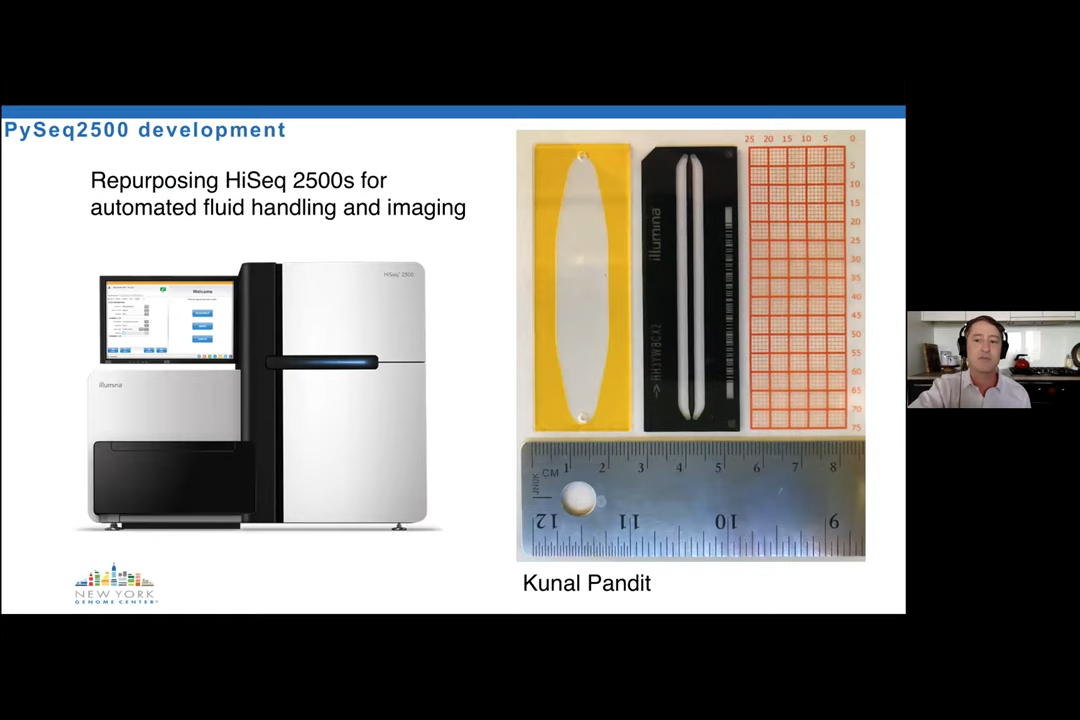 PySeq2500 development
Repurposing HiSeq 2500s for
automated fluid handling and imaging
HiSeq 2500
Welcome
illumina
NEW YORK
GENOME CENTER
illumina
25 20 15 10 5 0
5
10
15
20
25
30
35
40
45
50
55
60
65
70
75
CM 1 2 3 4 5 6 7 8
12 11 10 9
Kunal Pandit